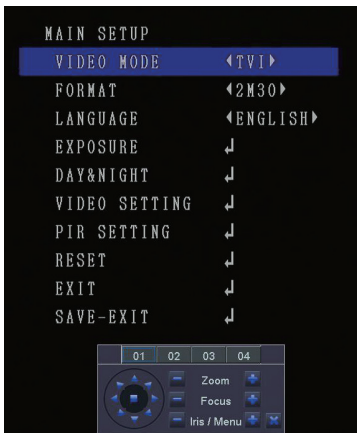 MAIN SETUP
VIDEO MODE TVI
FORMAT 2M30
LANGUAGE ENGLISH
EXPOSURE
DAY&NIGHT
VIDEO SETTING
PIR SETTING
RESET
EXIT
SAVE-EXIT
01 02 03 04
Zoom
Focus
Iris / Menu